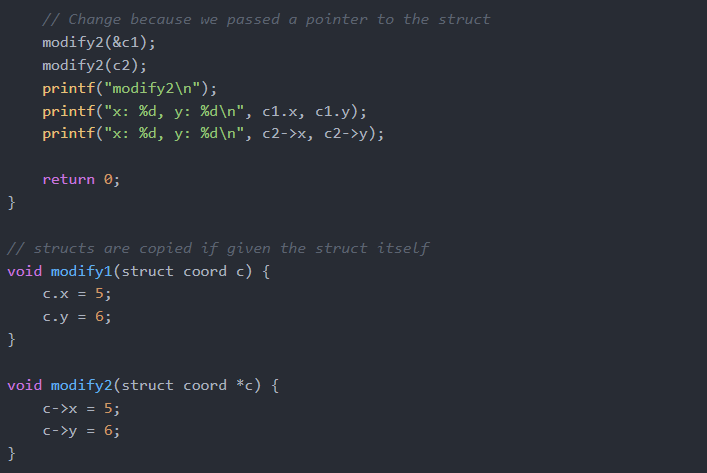 // Change because we passed a pointer to the struct
modify2(&c1);
modify2(c2);
printf("modify2\n");
printf("x: %d, y: %d\n", c1.x, c1.y);
printf("x: %d, y: %d\n", c2->x, c2->y);
return 0;
}
// structs are copied if given the struct itself
void modify1(struct coord c) {
c.x = 5;
c.y = 6;
}
void modify2(struct coord *c) {
c->x = 5;
c->y = 6;
}